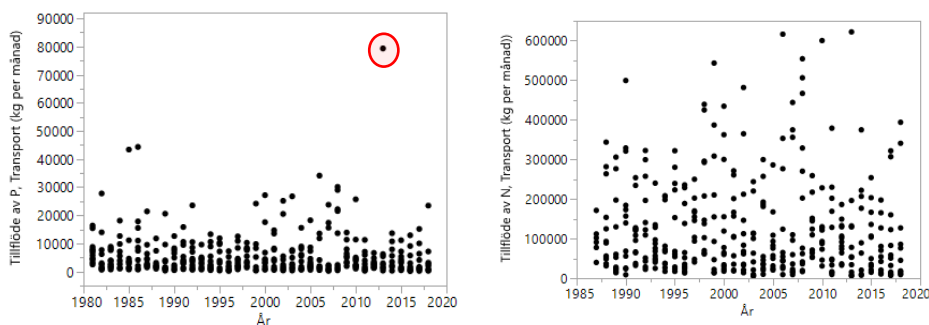 Tillflöde av P, Transport (kg per månad)
90000
80000
70000
60000
50000
40000
30000
20000
10000
0
1980 1985 1990 1995 2000 2005 2010 2015 2020
År
Tillflöde av N, Transport (kg per månad))
600000
500000
400000
300000
200000
100000
0
1985 1990 1995 2000 2005 2010 2015 2020
År